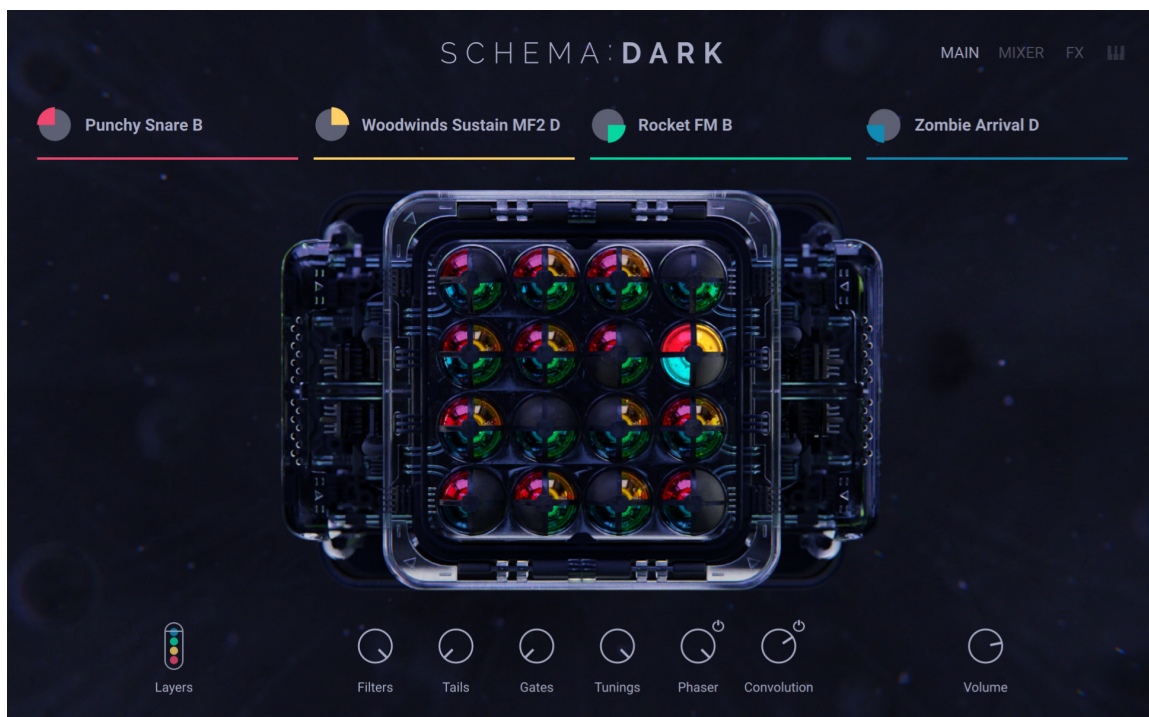 SCHEMA:DARK
MAIN MIXER FX
Punchy Snare B
Woodwinds Sustain MF2 D
Rocket FM B
Zombie Arrival D
Layers
Filters
Tails
Gates
Tunings
Phaser
Convolution
Volume